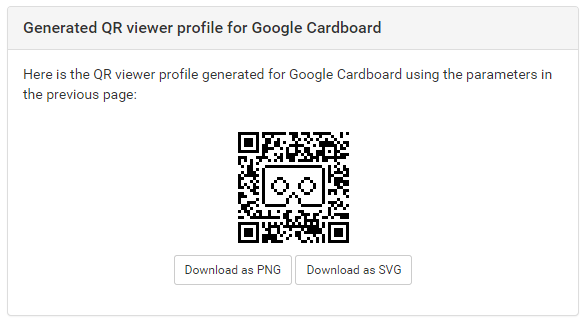 Generated QR viewer profile for Google Cardboard
Here is the QR viewer profile generated for Google Cardboard using the parameters in
the previous page:
Download as PNG
Download as SVG